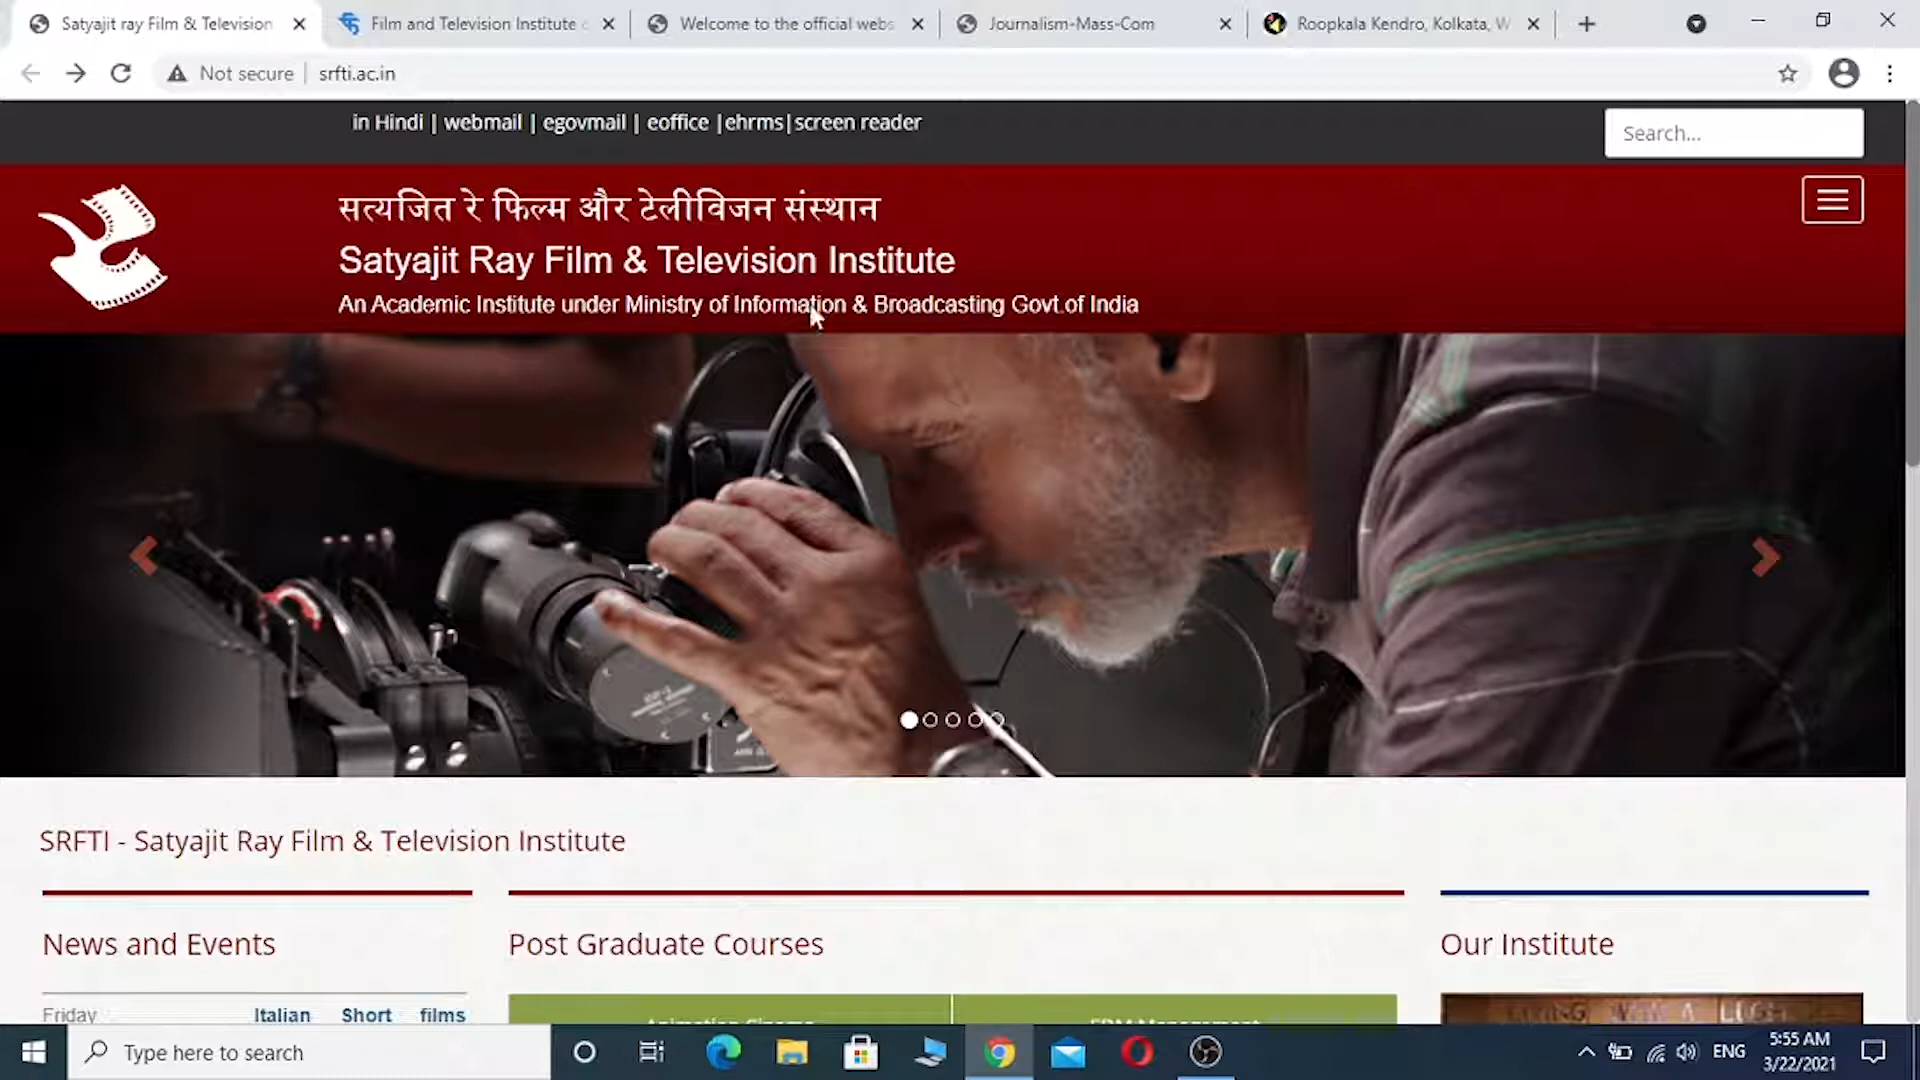 Satyajit ray Film & Television
Film and Television Institute
Welcome to the official webs
Journalism-Mass-Com
Roopkala Kendro, Kolkata, W
Not secure
srfti.ac.in
in Hindi | webmail | egovmail | eoffice |ehrms|screen reader
Search...
सत्यजित रे फिल्म और टेलीविजन संस्थान
Satyajit Ray Film & Television Institute
An Academic Institute under Ministry of Information & Broadcasting Govt.of India
SRFTI - Satyajit Ray Film & Television Institute
News and Events
Post Graduate Courses
Our Institute
Friday
Italian Short films
Type here to search
ENG
5:55 AM
3/22/2021